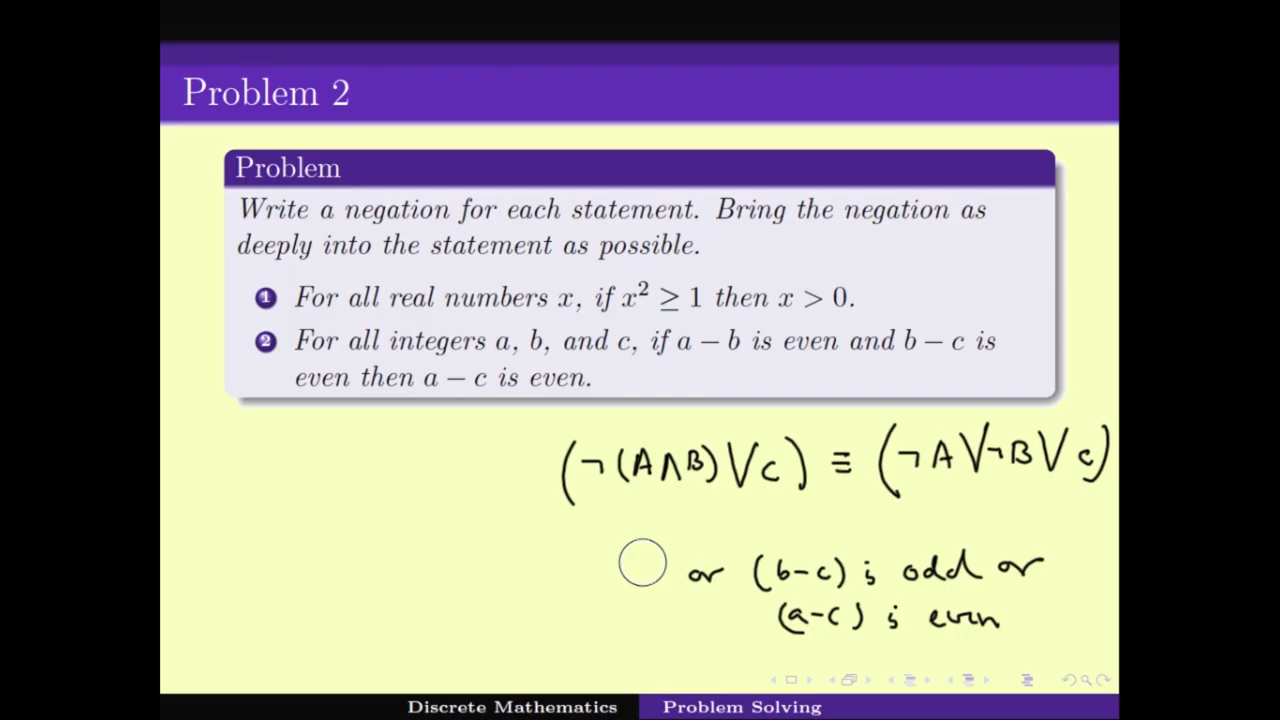 Problem 2
Problem
Write a negation for each statement. Bring the negation as
deeply into the statement as possible.
1 For all real numbers x, if x² ≥ 1 then x > 0.
2 For all integers a, b, and c, if a − b is even and b − c is
even then a − c is even.
(¬(A∧B)∨C) ≡ (¬A∨¬B∨C)
or (b-c) is odd or
(a-c) is even
Discrete Mathematics Problem Solving